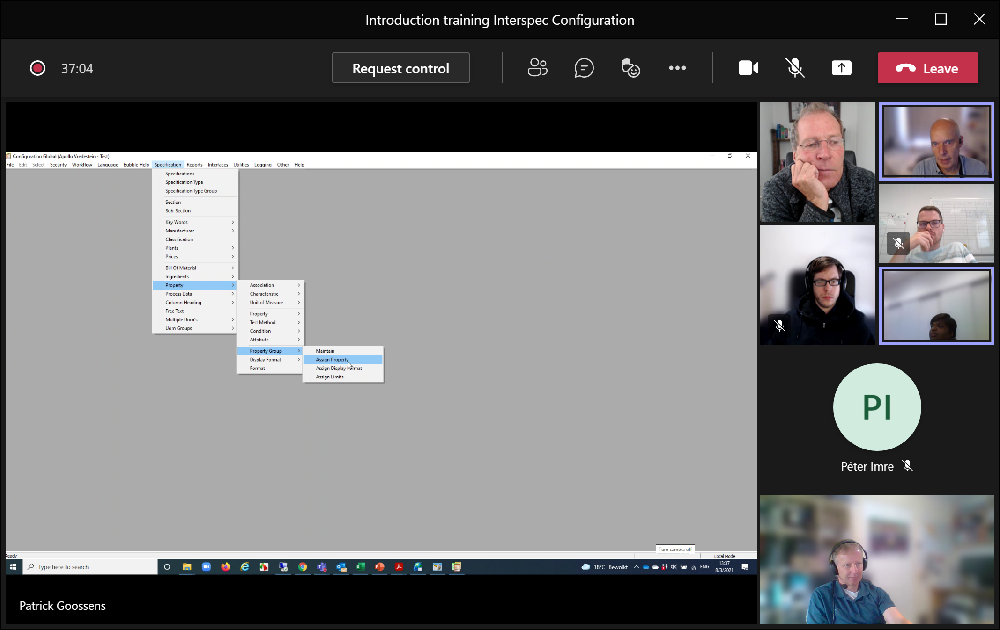 Introduction training Interspec Configuration
37:04
Request control
Leave
Configuration Global (Apollo Vredestein - Test)
File Edit Select Security Workflow Language Bubble Help Specification Reports Interfaces Utilities Logging Other Help
Specifications
Specification Type
Specification Type Group
Section
Sub-Section
Key Words
Manufacturer
Classification
Plants
Prices
Bill Of Material
Ingredients
Property
Process Data
Column Heading
Free Text
Multiple Uom's
Uom Groups
Association
Characteristic
Unit of Measure
Property
Test Method
Condition
Attribute
Property Group
Display Format
Format
Maintain
Assign Property
Assign Display Format
Assign Limits
PI
Péter Imre
Turn camera off
Ready
Local Mode
Type here to search
18°C Bewolkt
ENG
13:37
8/3/2021
Patrick Goossens